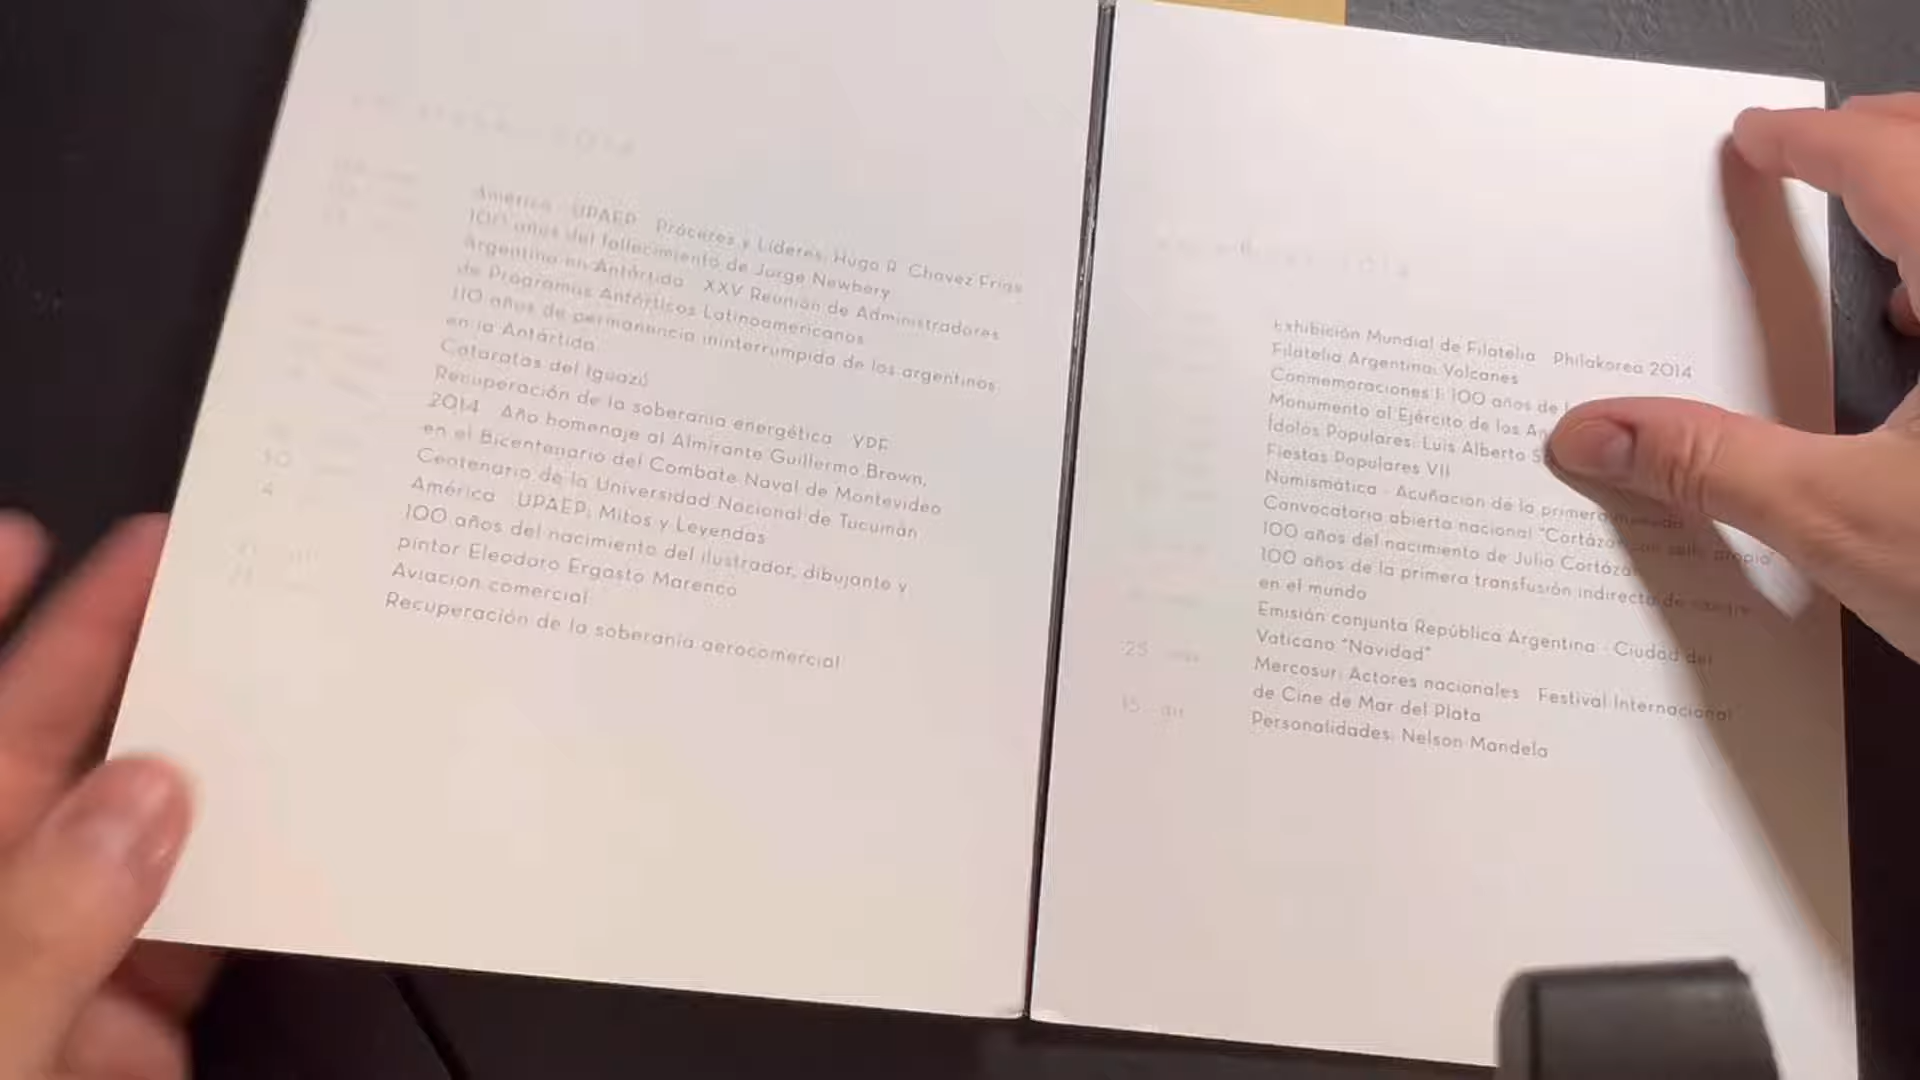 América UPAEP Próceres y Líderes: Hugo R. Chavez Frías
100 años del fallecimiento de Jorge Newbery
Argentina en Antártida XXV Reunión de Administradores
de Programas Antárticos Latinoamericanos
110 años de permanencia ininterrumpida de los argentinos
en la Antártida
Cataratas del Iguazú
Recuperación de la soberanía energética YPF
2014 Año homenaje al Almirante Guillermo Brown,
en el Bicentenario del Combate Naval de Montevideo
Centenario de la Universidad Nacional de Tucumán
América UPAEP: Mitos y Leyendas
100 años del nacimiento del ilustrador, dibujante y
pintor Eleodoro Ergasto Marenco
Aviación comercial
Recuperación de la soberanía aerocomercial
Exhibición Mundial de Filatelia Philakorea 2014
Filatelia Argentina: Volcanes
Conmemoraciones I: 100 años de
Monumento al Ejército de los
Ídolos Populares: Luis Alberto
Fiestas Populares VII
Numismática - Acuñación de la primera moneda
Convocatoria abierta nacional "Cortázar con sello propio"
100 años del nacimiento de Julio Cortázar
100 años de la primera transfusión indirecta de sangre
en el mundo
Emisión conjunta República Argentina - Ciudad del
Vaticano "Navidad"
25
Mercosur: Actores nacionales Festival Internacional
de Cine de Mar del Plata
15
Personalidades: Nelson Mandela